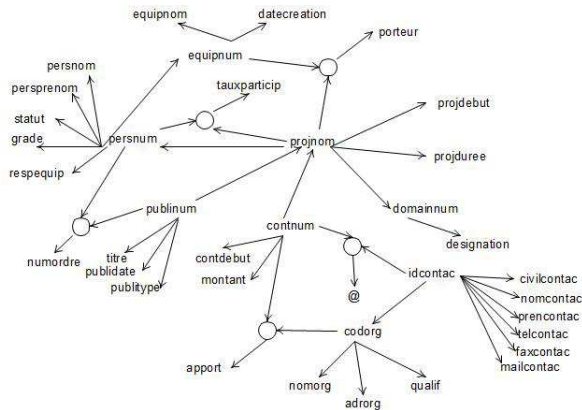 equipnom
datecreation
porteur
equipnum
persnom
persprenom
tauxparticip
projdebut
statut
grade
persnum
projnom
projduree
respequip
publinum
domainnum
contnum
designation
numordre
titre
contdebut
publidate
montant
idcontac
civilcontac
publitype
@
nomcontac
prencontac
telcontac
codorg
faxcontac
mailcontac
apport
nomorg
qualif
adrorg